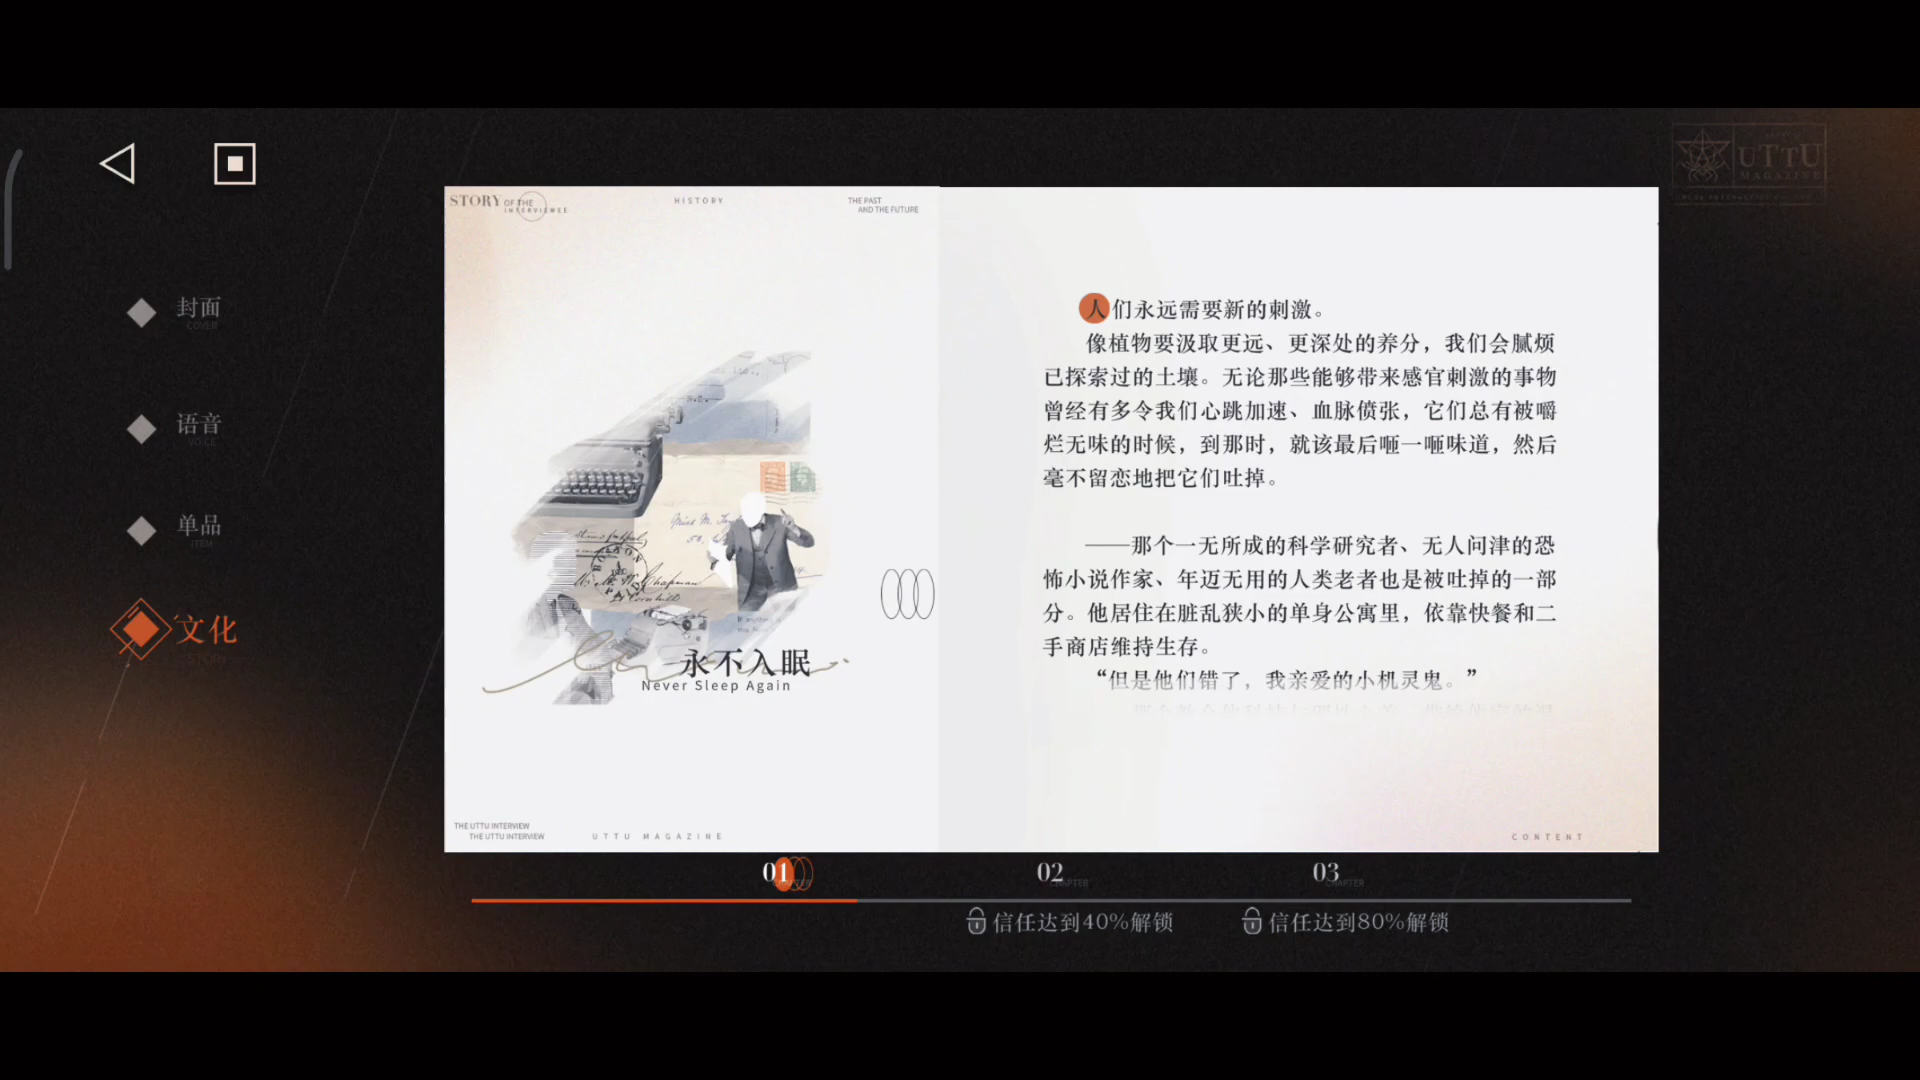 UTTU
MAGAZINE
封面
COVER
语音
VOICE
单品
ITEM
文化
STORY
STORY OF THE
INTERVIEWEE
HISTORY
THE PAST
AND THE FUTURE
永不入眠
Never Sleep Again
THE UTTU INTERVIEW
THE UTTU INTERVIEW
UTTU MAGAZINE
人们永远需要新的刺激。
像植物要汲取更远、更深处的养分，我们会腻烦
已探索过的土壤。无论那些能够带来感官刺激的事物
曾经有多令我们心跳加速、血脉偾张，它们总有被嚼
烂无味的时候，到那时，就该最后咂一咂味道，然后
毫不留恋地把它们吐掉。
——那个一无所成的科学研究者、无人问津的恐
怖小说作家、年迈无用的人类老者也是被吐掉的一部
分。他居住在脏乱狭小的单身公寓里，依靠快餐和二
手商店维持生存。
“但是他们错了，我亲爱的小机灵鬼。”
CONTENT
01
02
CHAPTER
03
CHAPTER
信任达到40%解锁
信任达到80%解锁